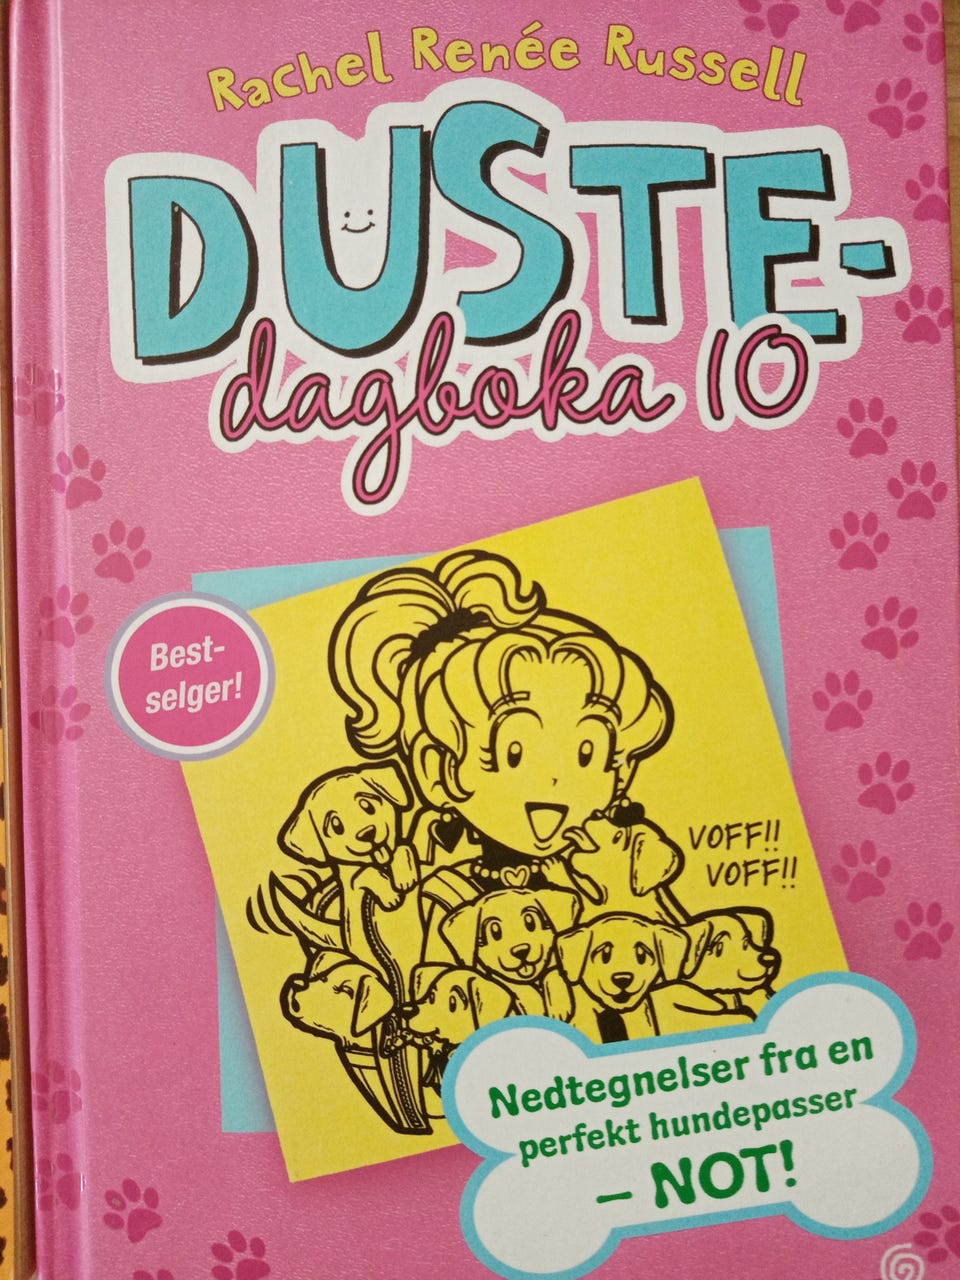 Rachel Renée Russell
DUSTE-
dagboka 10
Best-
selger!
VOFF!!
VOFF!!
Nedtegnelser fra en
perfekt hundepasser
– NOT!